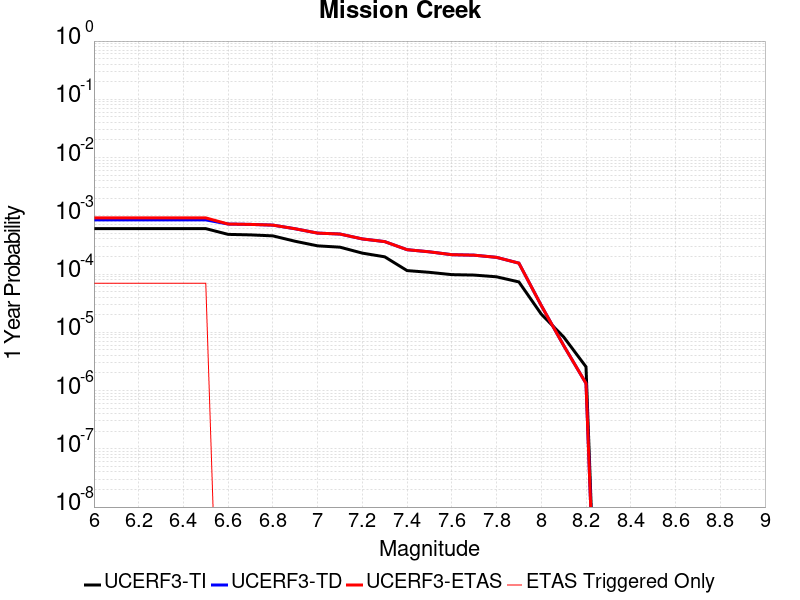 Mission Creek
10^0
10^-1
10^-2
10^-3
10^-4
10^-5
10^-6
10^-7
10^-8
1 Year Probability
6 6.2 6.4 6.6 6.8 7 7.2 7.4 7.6 7.8 8 8.2 8.4 8.6 8.8 9
Magnitude
UCERF3-TI UCERF3-TD UCERF3-ETAS ETAS Triggered Only